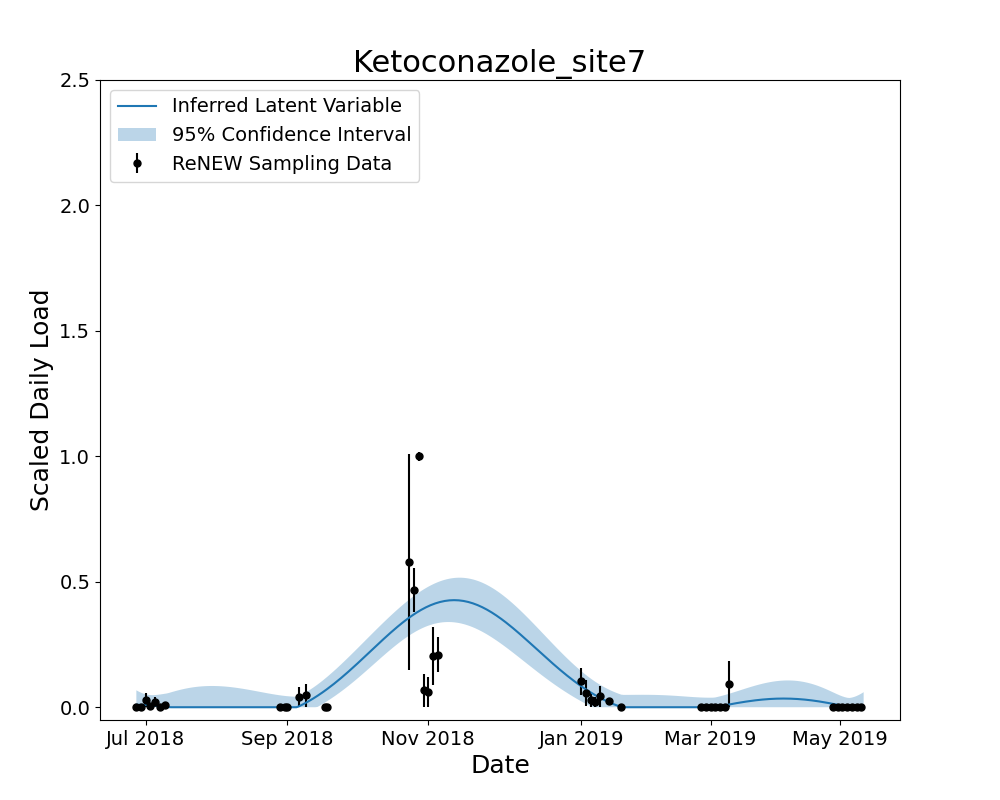 Ketoconazole_site7
Inferred Latent Variable
95% Confidence Interval
ReNEW Sampling Data
Scaled Daily Load
2.5
2.0
1.5
1.0
0.5
0.0
Jul 2018 Sep 2018 Nov 2018 Jan 2019 Mar 2019 May 2019
Date